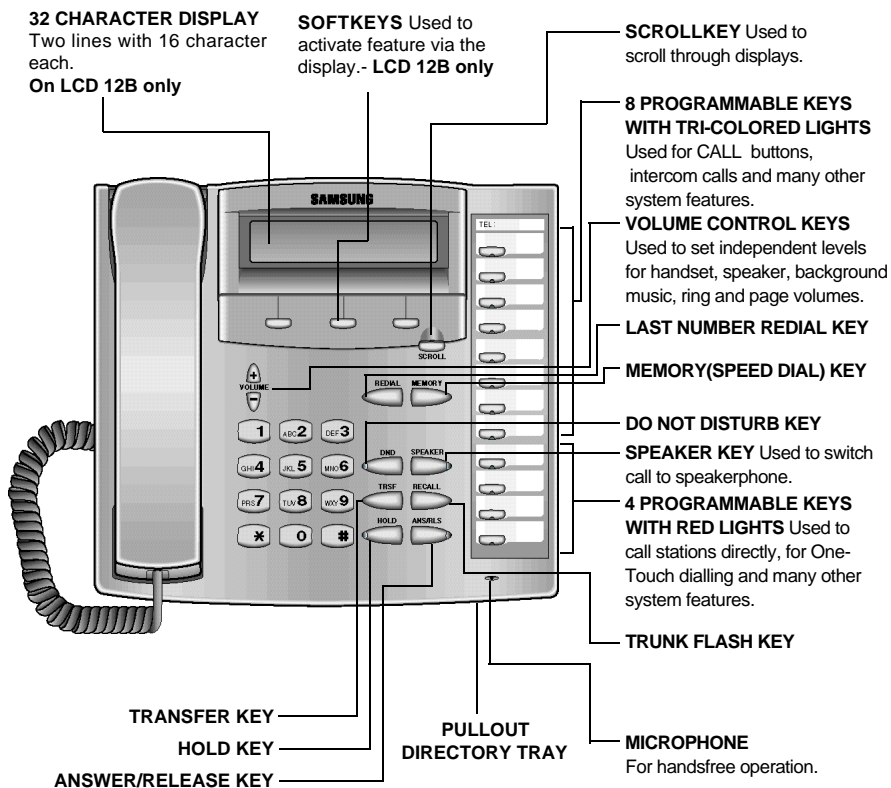 32 CHARACTER DISPLAY
Two lines with 16 character
each.
On LCD 12B only
SOFTKEYS Used to
activate feature via the
display.- LCD 12B only
SCROLLKEY Used to
scroll through displays.
8 PROGRAMMABLE KEYS
WITH TRI-COLORED LIGHTS
Used for CALL buttons,
intercom calls and many other
system features.
VOLUME CONTROL KEYS
Used to set independent levels
for handset, speaker, background
music, ring and page volumes.
LAST NUMBER REDIAL KEY
MEMORY(SPEED DIAL) KEY
DO NOT DISTURB KEY
SPEAKER KEY Used to switch
call to speakerphone.
4 PROGRAMMABLE KEYS
WITH RED LIGHTS Used to
call stations directly, for One-
Touch dialling and many other
system features.
TRUNK FLASH KEY
MICROPHONE
For handsfree operation.
SAMSUNG
TEL:
SCROLL
+
VOLUME
−
REDIAL MEMORY
1 ABC2 DEF3
DND SPEAKER
GHI4 JKL5 MNO6
TRSF RECALL
PRS7 TUV8 WXY9
HOLD ANS/RLS
* 0 #
TRANSFER KEY
HOLD KEY
ANSWER/RELEASE KEY
PULLOUT
DIRECTORY TRAY